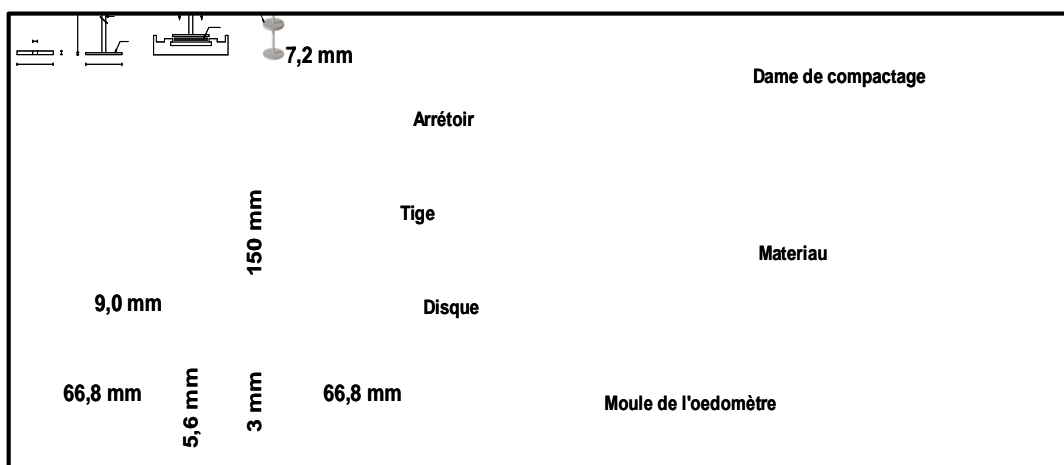 7,2 mm
Dame de compactage
Arrétoir
150 mm
Tige
Materiau
9,0 mm
Disque
66,8 mm
5,6 mm
3 mm
66,8 mm
Moule de l'oedomètre